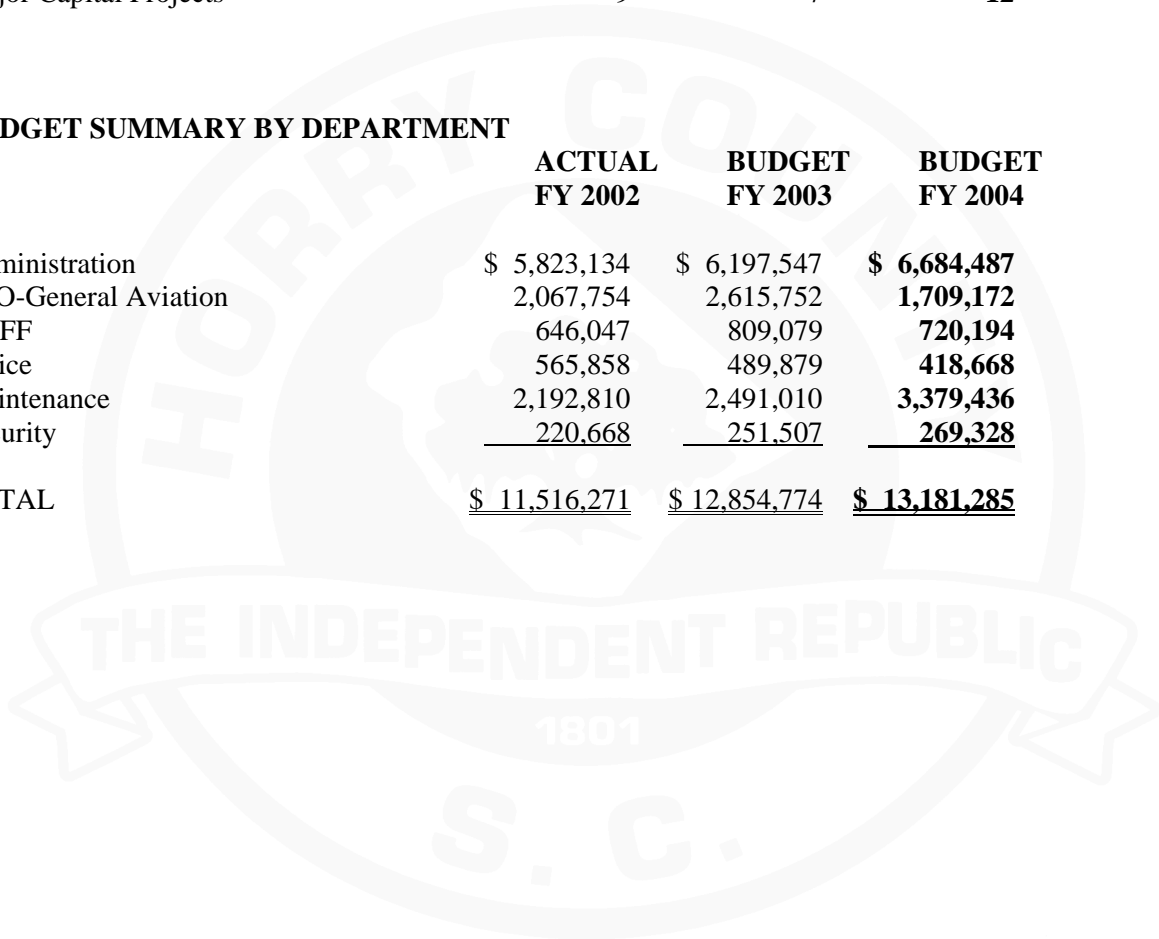 jor Capital Projects 9 7 12
DGET SUMMARY BY DEPARTMENT
ACTUAL BUDGET BUDGET
FY 2002 FY 2003 FY 2004
ministration $ 5,823,134 $ 6,197,547 $ 6,684,487
O-General Aviation 2,067,754 2,615,752 1,709,172
FF 646,047 809,079 720,194
ice 565,858 489,879 418,668
intenance 2,192,810 2,491,010 3,379,436
urity 220,668 251,507 269,328
TAL $ 11,516,271 $ 12,854,774 $ 13,181,285
HORRY COUNTY
THE INDEPENDENT REPUBLIC
1801
S. C.